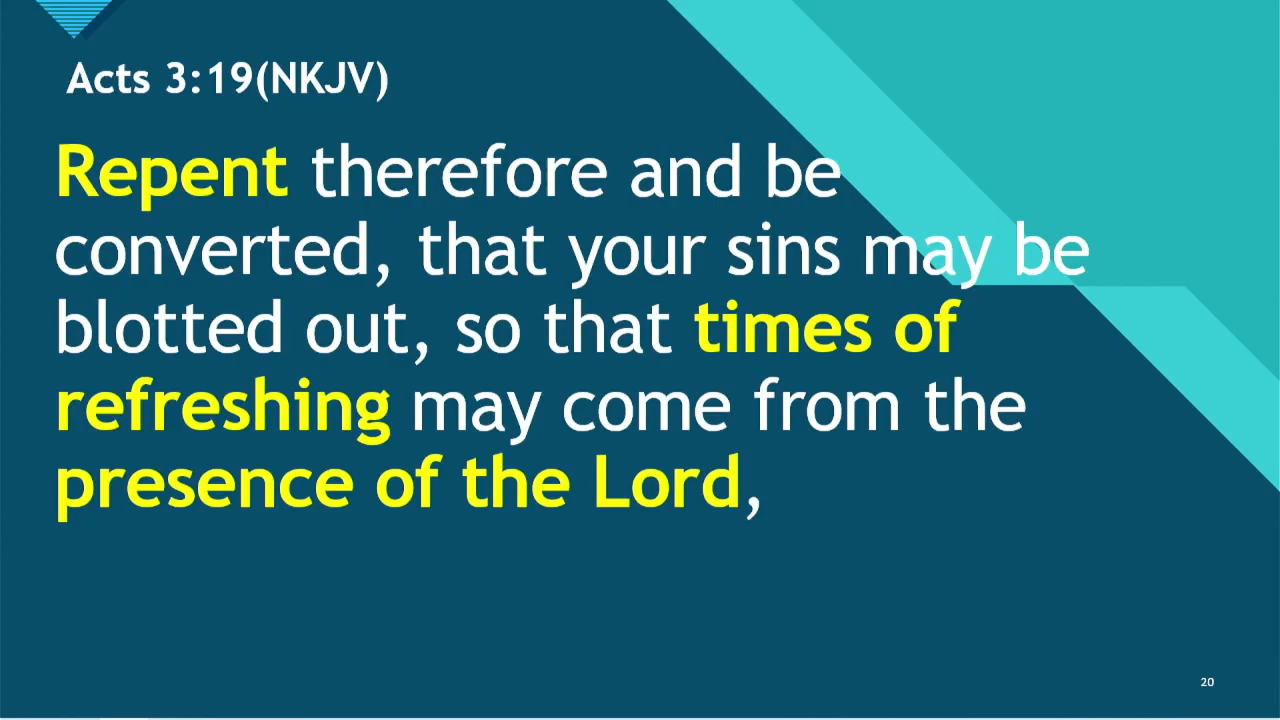 Acts 3:19(NKJV)
Repent therefore and be
converted, that your sins may be
blotted out, so that times of
refreshing may come from the
presence of the Lord,
20